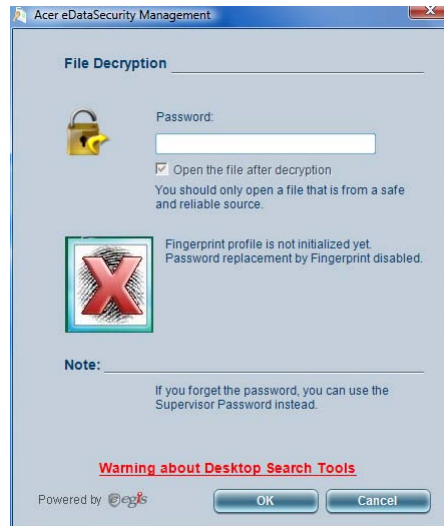 Acer eDataSecurity Management
File Decryption
Password:
Open the file after decryption
You should only open a file that is from a safe
and reliable source.
Fingerprint profile is not initialized yet.
Password replacement by Fingerprint disabled.
Note:
If you forget the password, you can use the
Supervisor Password instead.
Warning about Desktop Search Tools
Powered by egis
OK
Cancel